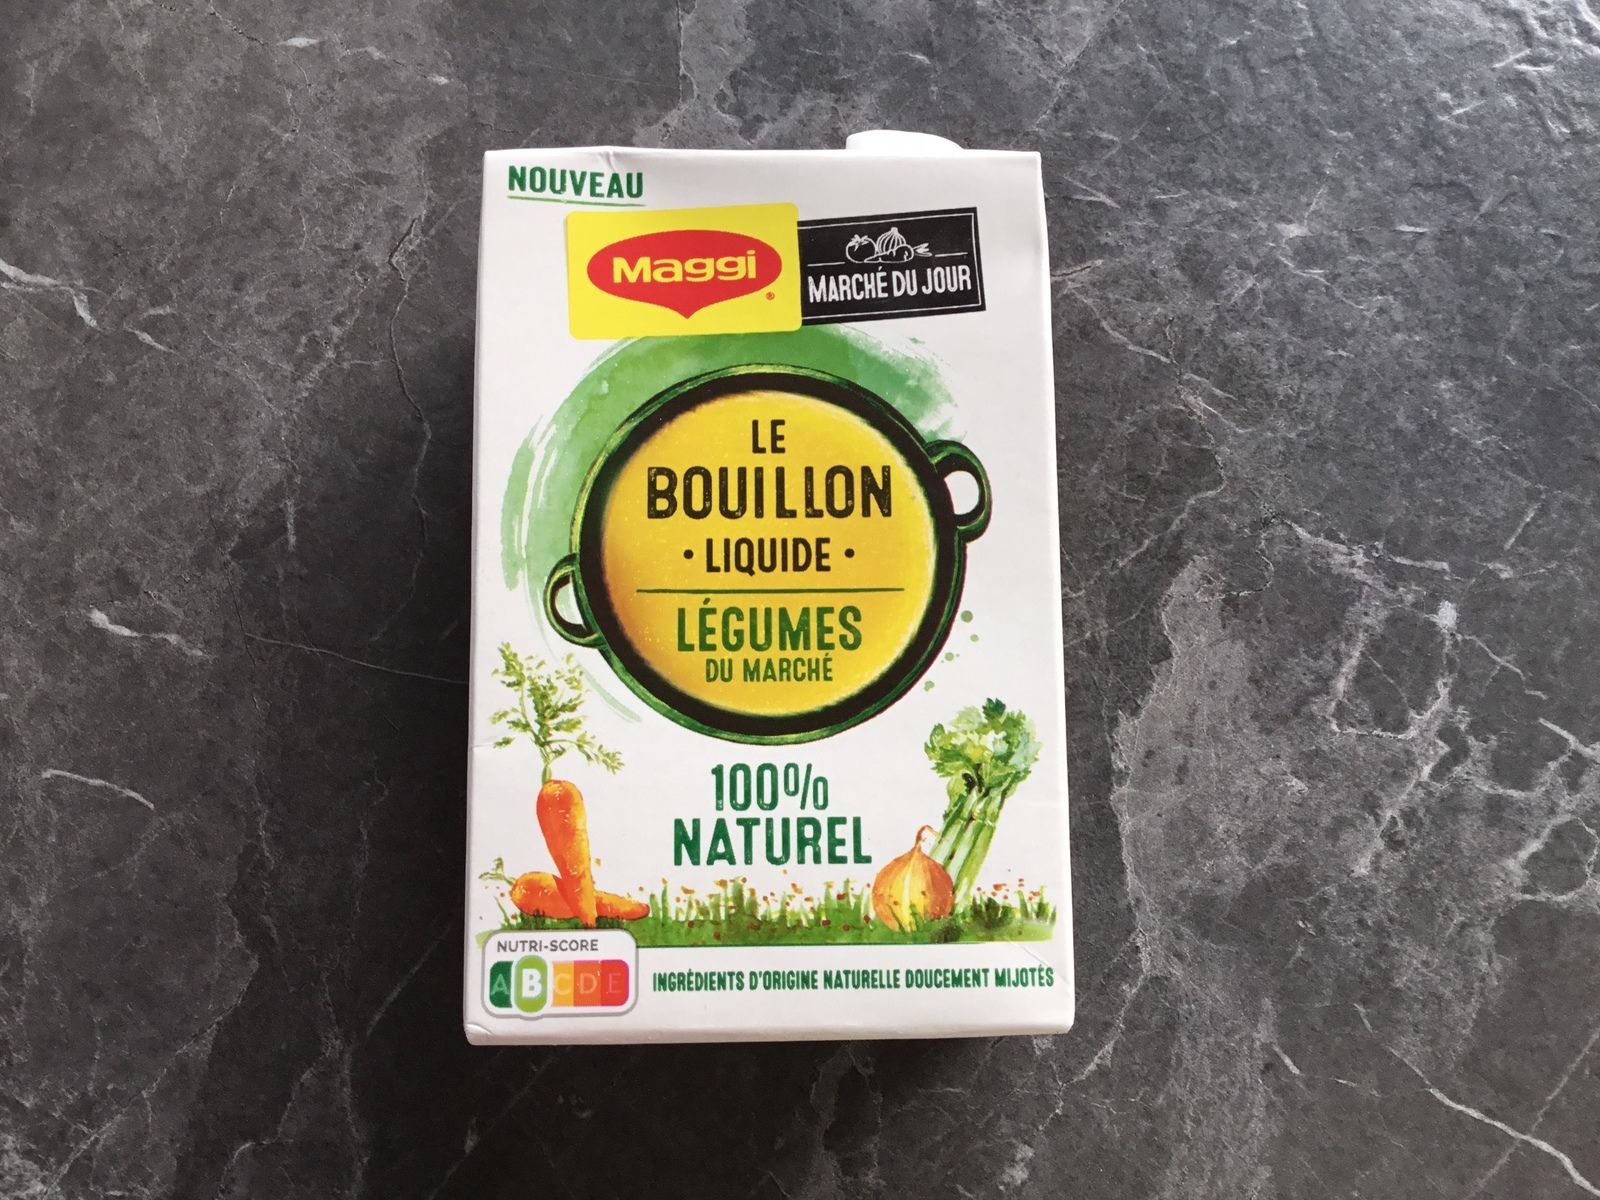 NOUVEAU
Maggi
MARCHÉ DU JOUR
LE
BOUILLON
• LIQUIDE •
LÉGUMES
DU MARCHÉ
100%
NATUREL
NUTRI-SCORE
A B C D E
INGRÉDIENTS D'ORIGINE NATURELLE DOUCEMENT MIJOTÉS